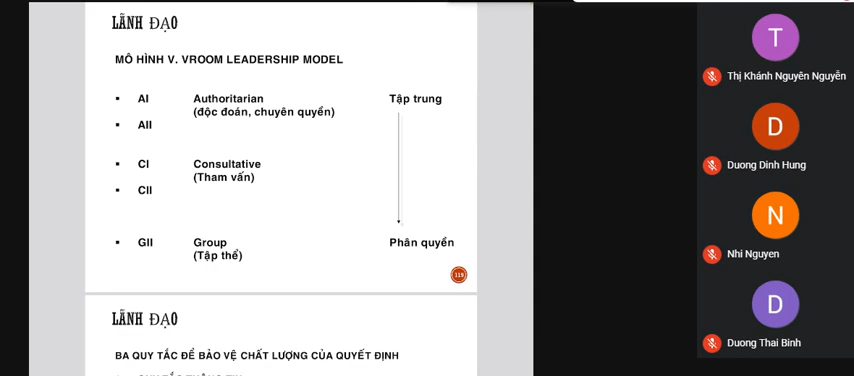 LÃNH ĐẠO
MÔ HÌNH V. VROOM LEADERSHIP MODEL
▪ AI Authoritarian Tập trung
(độc đoán, chuyên quyền)
▪ AII
▪ CI Consultative
(Tham vấn)
▪ CII
▪ GII Group Phân quyền
(Tập thể)
119
LÃNH ĐẠO
BA QUY TẮC ĐỂ BẢO VỆ CHẤT LƯỢNG CỦA QUYẾT ĐỊNH
T
Thị Khánh Nguyên Nguyễn
D
Duong Dinh Hung
N
Nhi Nguyen
D
Duong Thai Binh